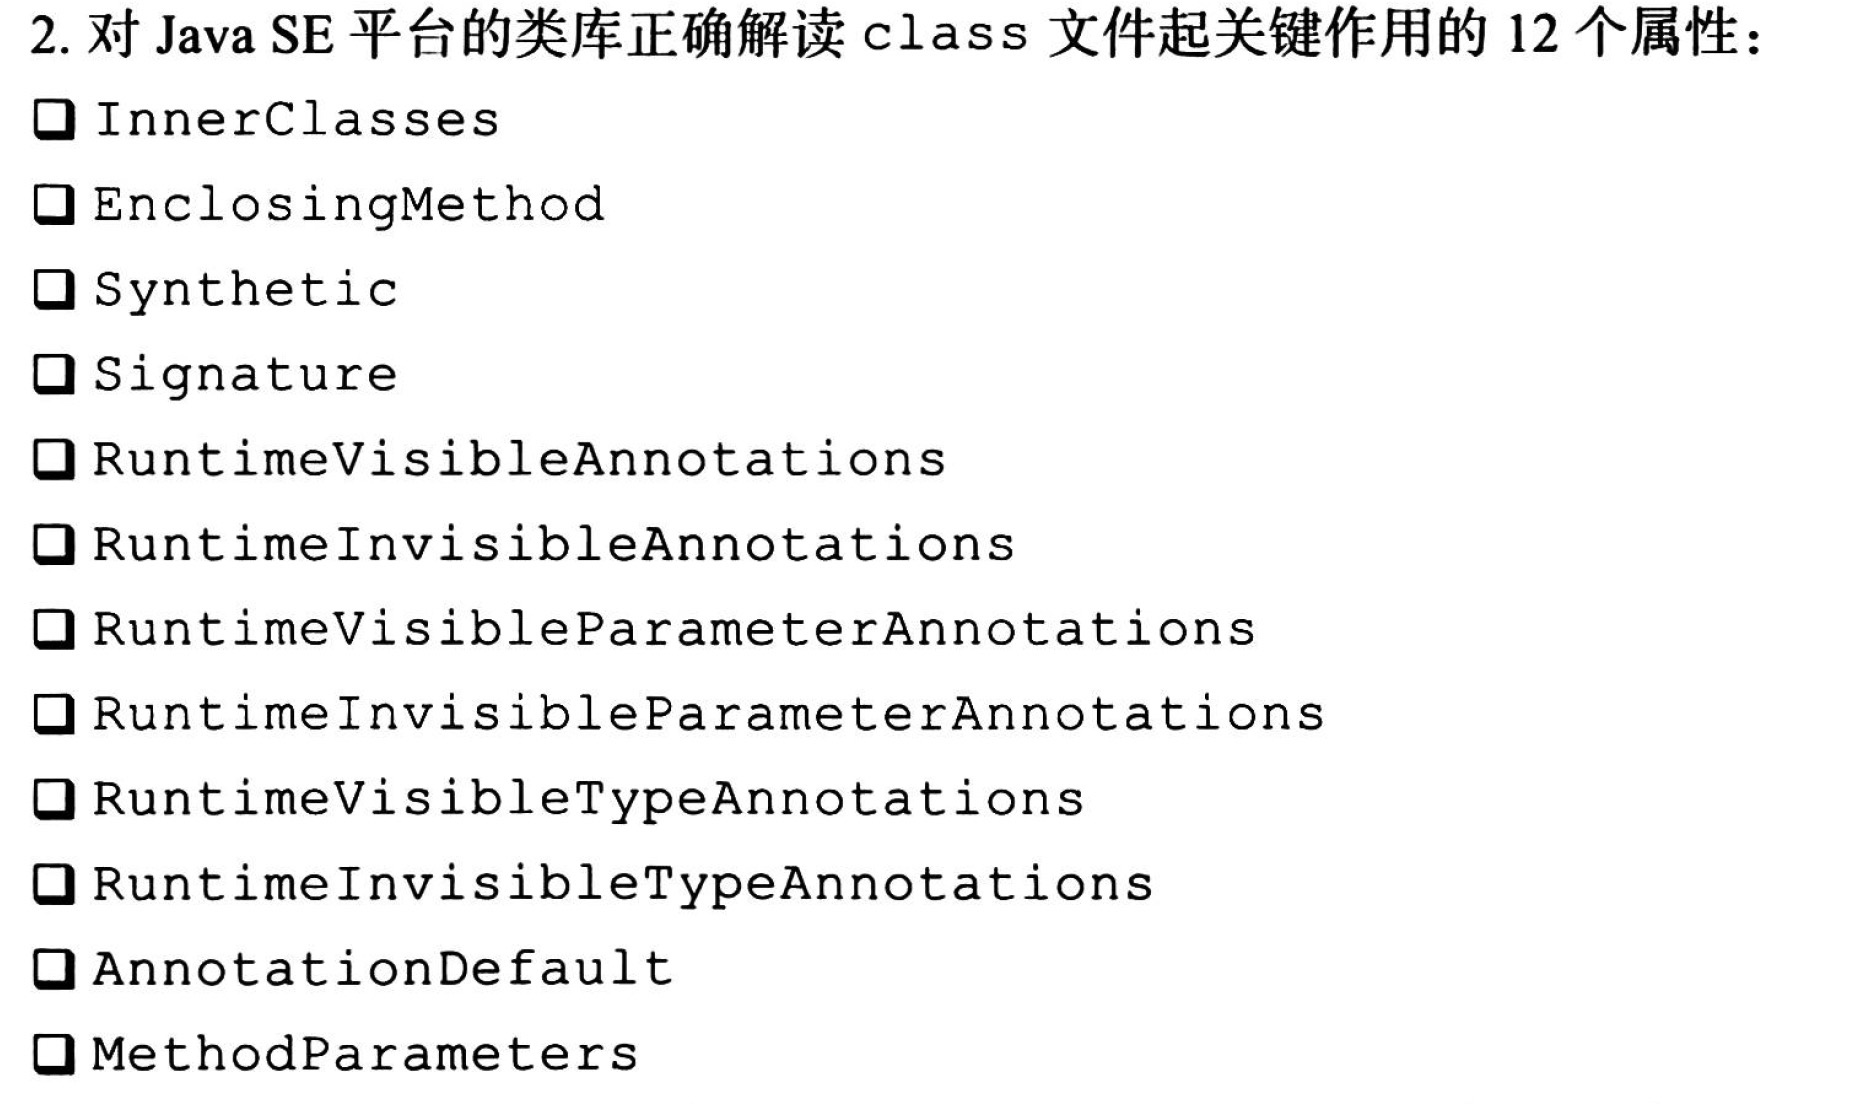 2. 对 Java SE 平台的类库正确解读 class 文件起关键作用的 12 个属性：
❑ InnerClasses
❑ EnclosingMethod
❑ Synthetic
❑ Signature
❑ RuntimeVisibleAnnotations
❑ RuntimeInvisibleAnnotations
❑ RuntimeVisibleParameterAnnotations
❑ RuntimeInvisibleParameterAnnotations
❑ RuntimeVisibleTypeAnnotations
❑ RuntimeInvisibleTypeAnnotations
❑ AnnotationDefault
❑ MethodParameters